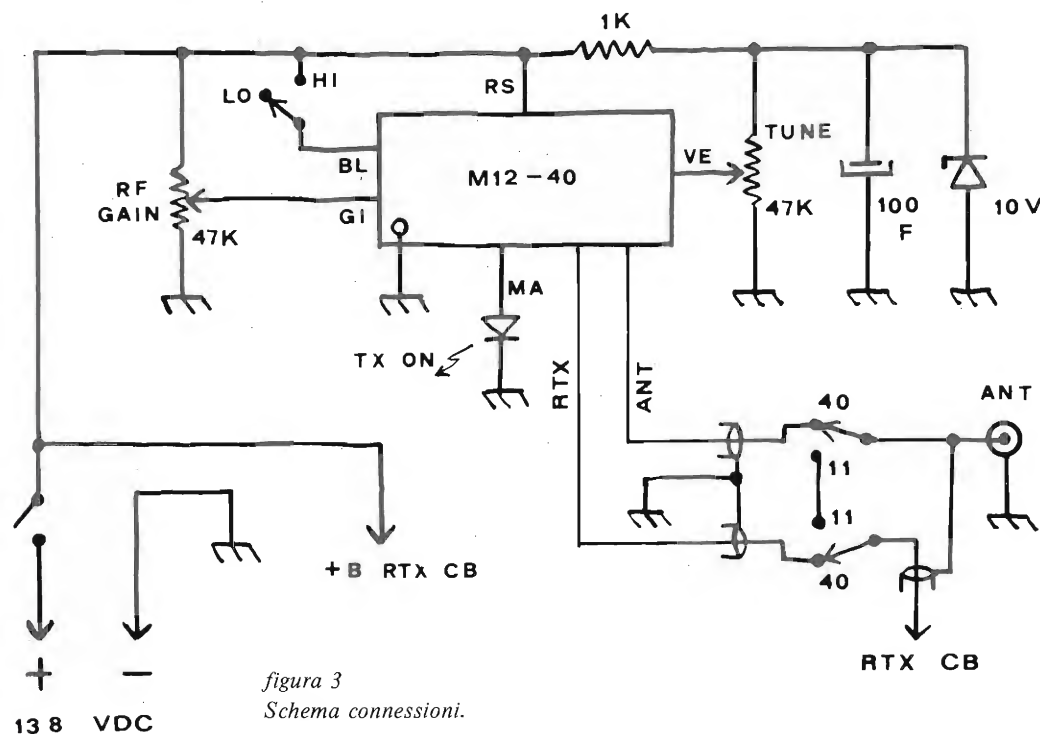 1K
HI
LO
RS
BL
M12-40
VE
TUNE
RF
GAIN
47K
GI
47K
100
F
10V
MA
TX ON
RTX
ANT
40
ANT
11
11
40
+B RTX CB
RTX CB
+ −
13 8 VDC
figura 3
Schema connessioni.